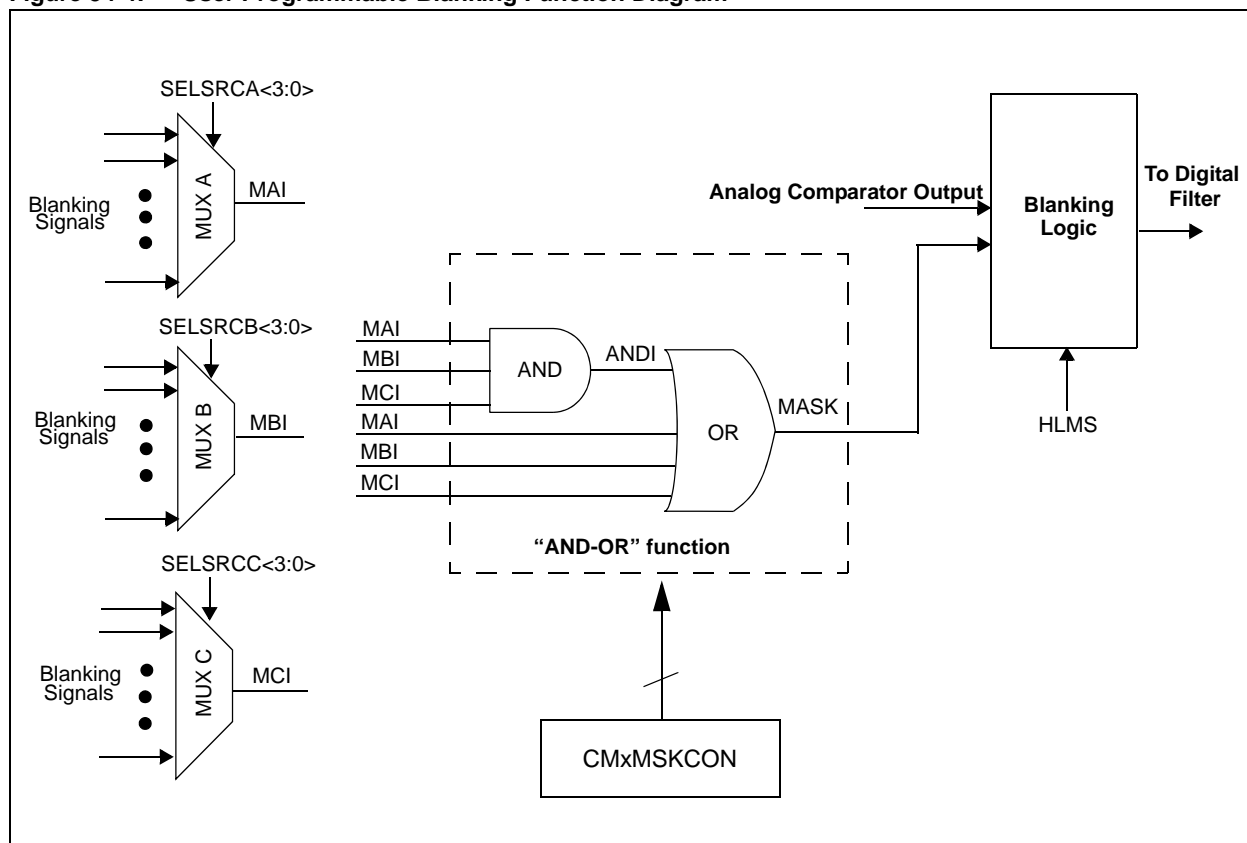 SELSRCA<3:0>
MUX A
MAI
Blanking
Signals
SELSRCB<3:0>
MUX B
MBI
Blanking
Signals
SELSRCC<3:0>
MUX C
MCI
Blanking
Signals
MAI
MBI
MCI
MAI
MBI
MCI
AND
ANDI
OR
MASK
“AND-OR” function
CMxMSKCON
Analog Comparator Output
Blanking
Logic
HLMS
To Digital
Filter